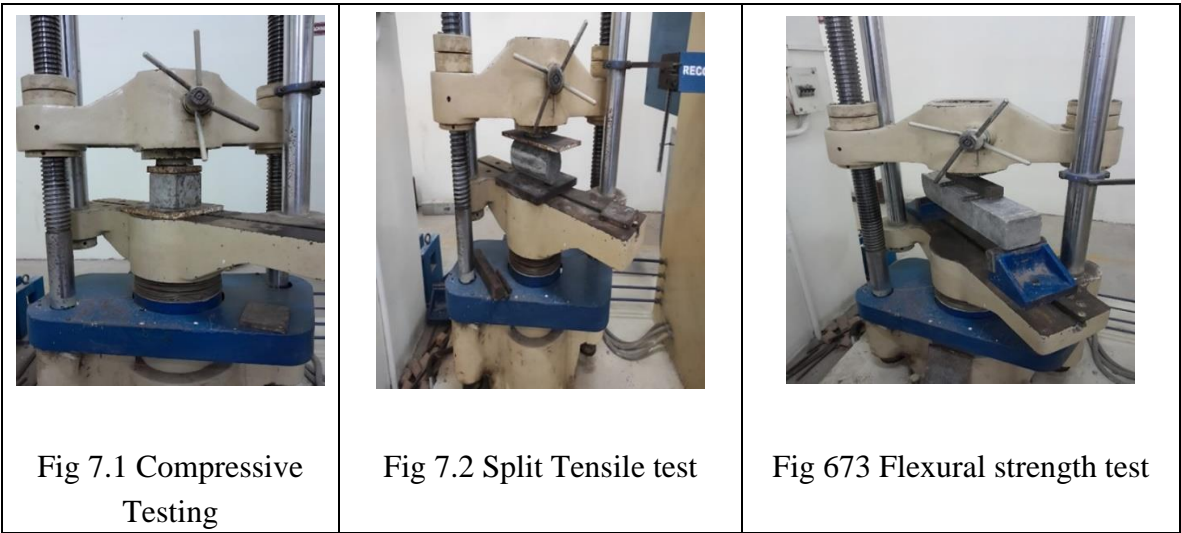 RECO
Fig 7.1 Compressive
Testing
Fig 7.2 Split Tensile test
Fig 673 Flexural strength test